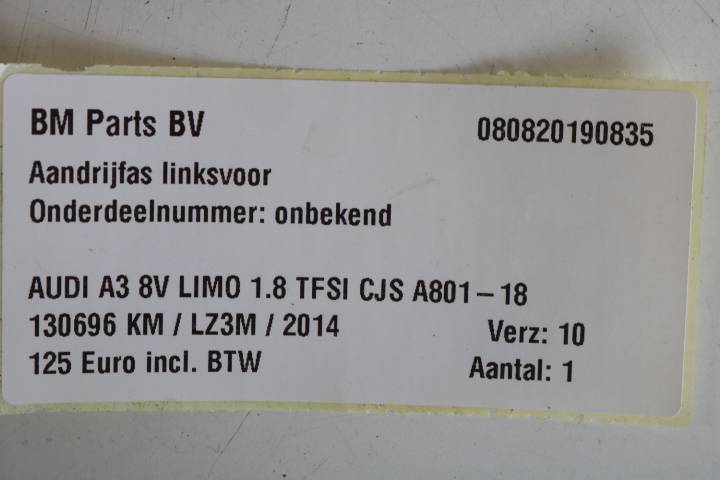 BM Parts BV 080820190835
Aandrijfas linksvoor
Onderdeelnummer: onbekend
AUDI A3 8V LIMO 1.8 TFSI CJS A801-18
130696 KM / LZ3M / 2014 Verz: 10
125 Euro incl. BTW Aantal: 1